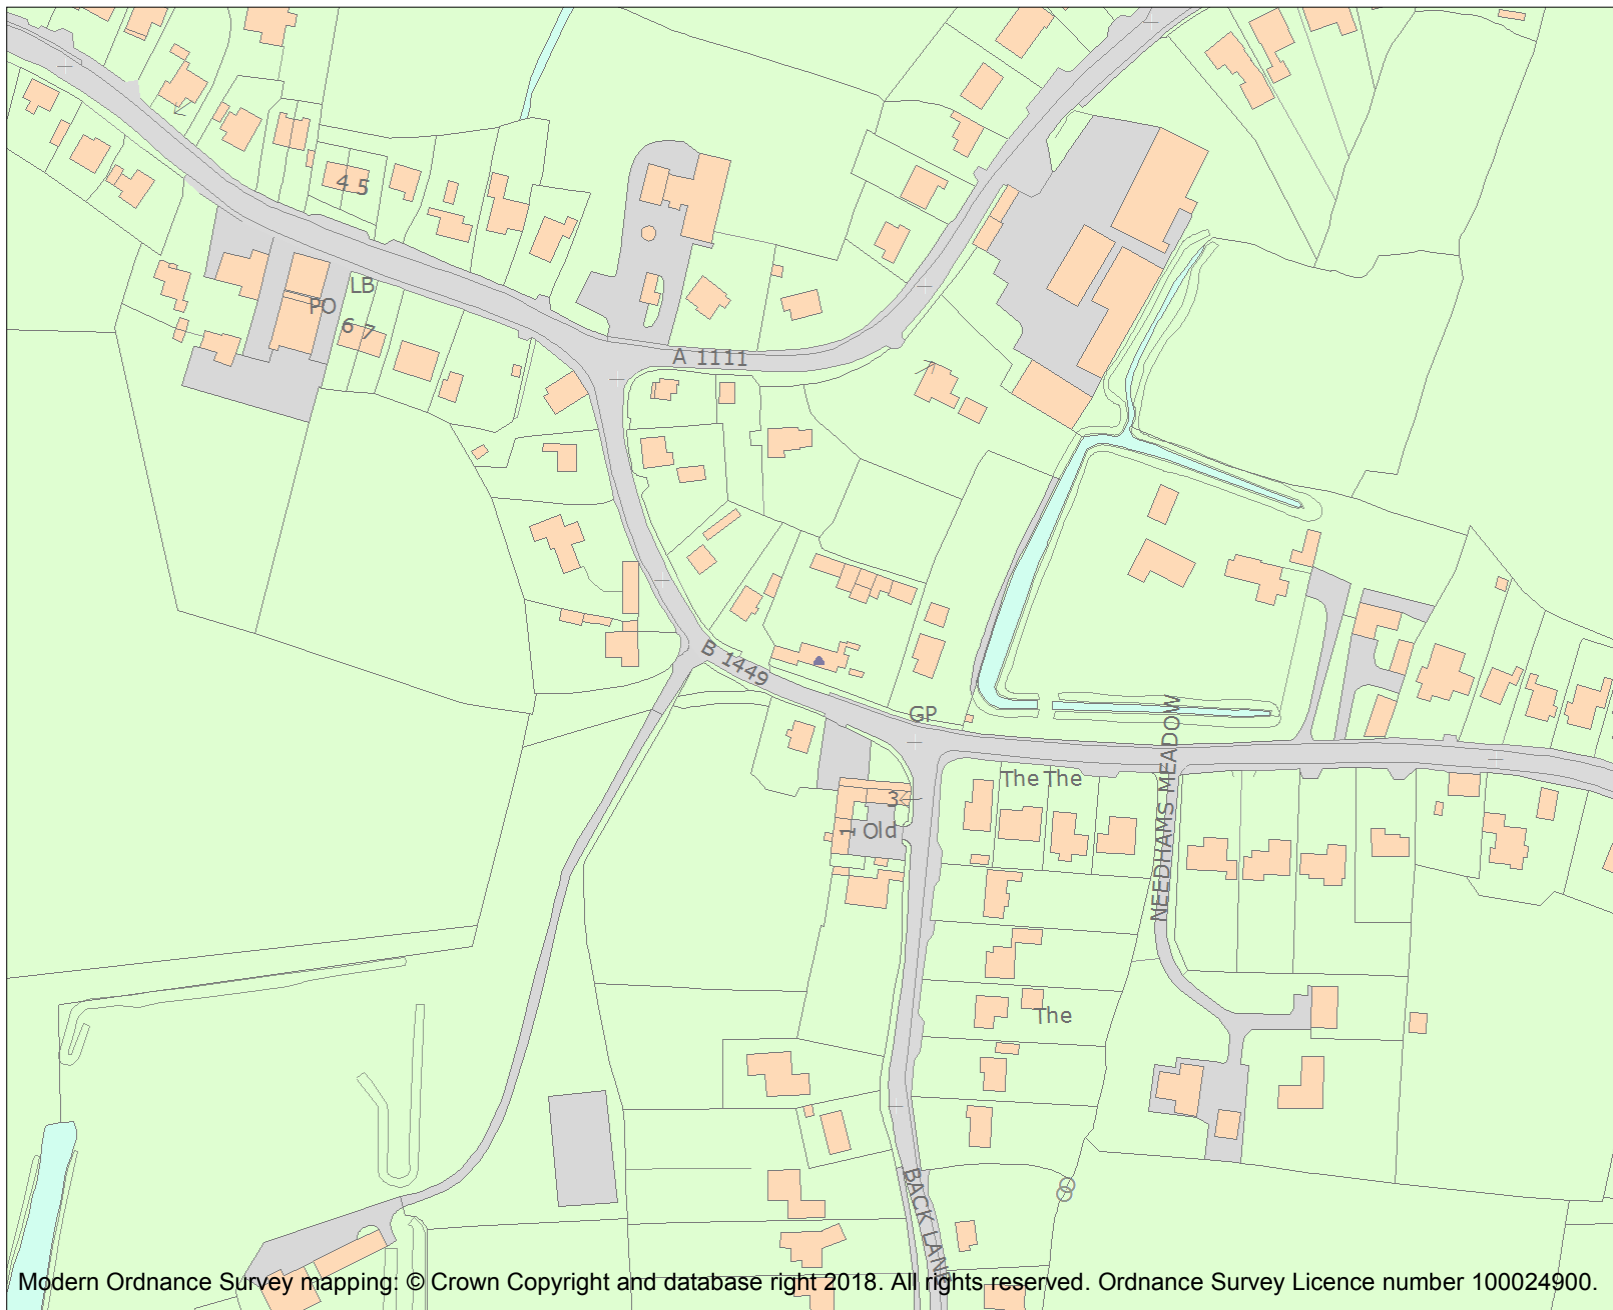 4 5
LB
PO
6 7
A 1111
B 1449
GP
NEEDHAMS MEADOW
The The
3
1 Old
The
BACK LANE
Modern Ordnance Survey mapping: © Crown Copyright and database right 2018. All rights reserved. Ordnance Survey Licence number 100024900.